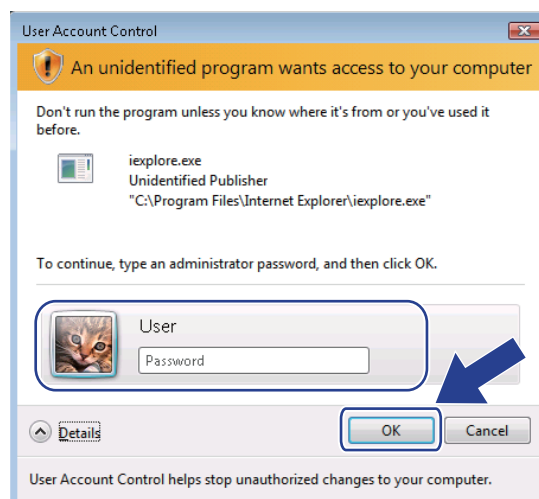 User Account Control
An unidentified program wants access to your computer
Don't run the program unless you know where it's from or you've used it
before.
iexplore.exe
Unidentified Publisher
"C:\Program Files\Internet Explorer\iexplore.exe"
To continue, type an administrator password, and then click OK.
User
Password
Details
OK
Cancel
User Account Control helps stop unauthorized changes to your computer.